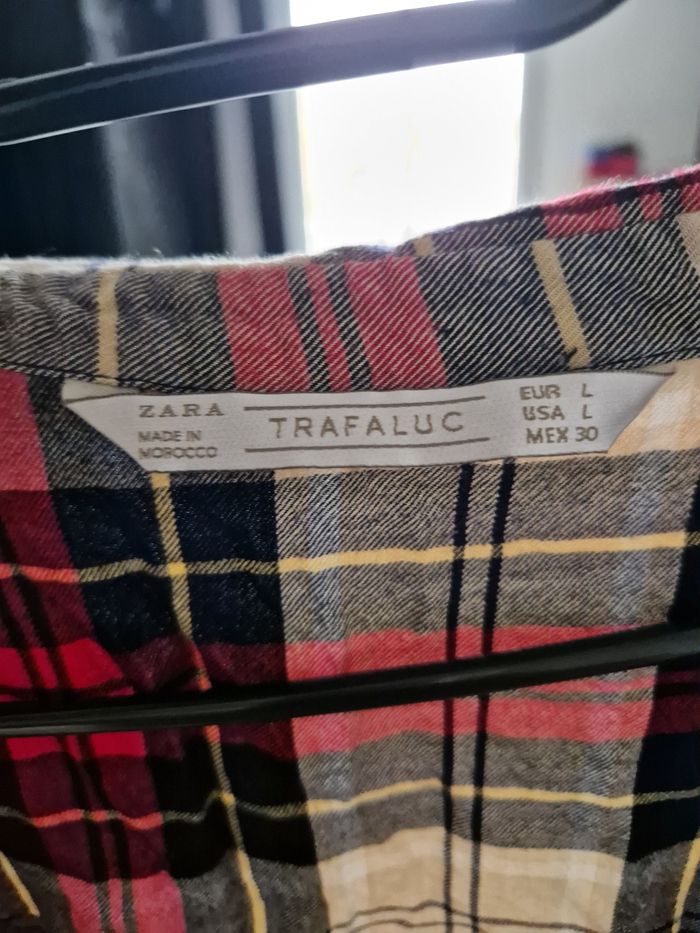 ZARA
MADE IN
MOROCCO
TRAFALUC
EUR L
USA L
MEX 30